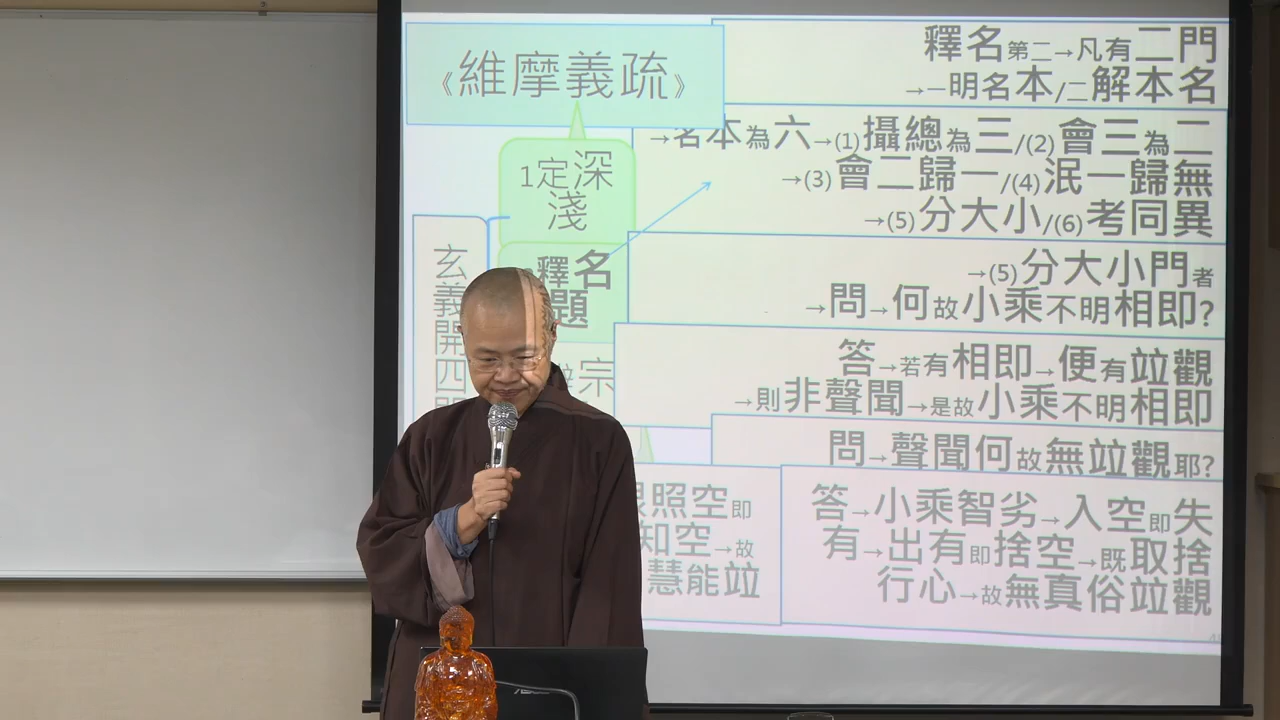 《維摩義疏》
釋名第二→凡有二門
→一明名本/二解本名
→名本為六→(1)攝總為三/(2)會三為二
→(3)會二歸一/(4)泯一歸無
→(5)分大小/(6)考同異
1定深
淺
釋名
題
宗
玄
義
開
四
→(5)分大小門者
→問→何故小乘不明相即?
答→若有相即→便有竝觀
→則非聲聞→是故小乘不明相即
問→聲聞何故無竝觀耶?
照空即
知空→故
慧能竝
答→小乘智劣→入空即失
有→出有即捨空→既取捨
行心→故無真俗竝觀